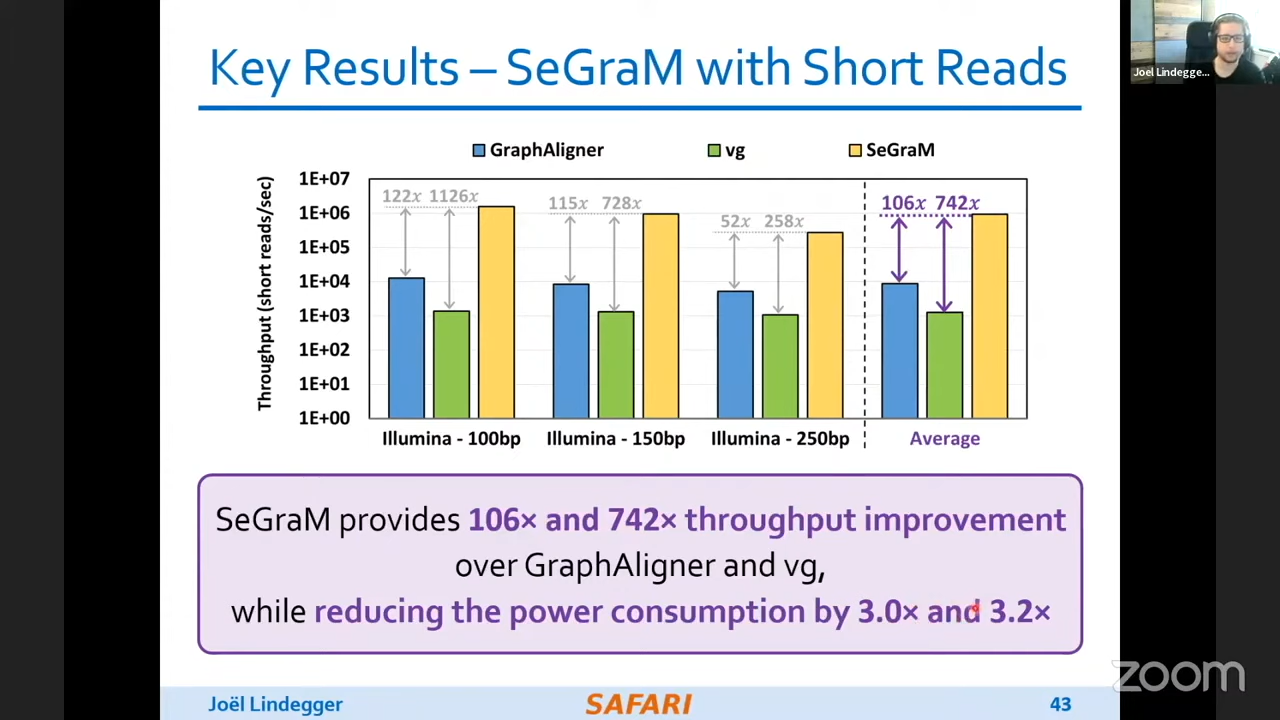 Key Results – SeGraM with Short Reads
Joel Lindegge...
GraphAligner vg SeGraM
Throughput (short reads/sec)
1E+07
1E+06
1E+05
1E+04
1E+03
1E+02
1E+01
1E+00
122x 1126x
115x 728x
52x 258x
106x 742x
Illumina - 100bp
Illumina - 150bp
Illumina - 250bp
Average
SeGraM provides 106× and 742× throughput improvement
over GraphAligner and vg,
while reducing the power consumption by 3.0× and 3.2×
zoom
Joël Lindegger
SAFARI
43